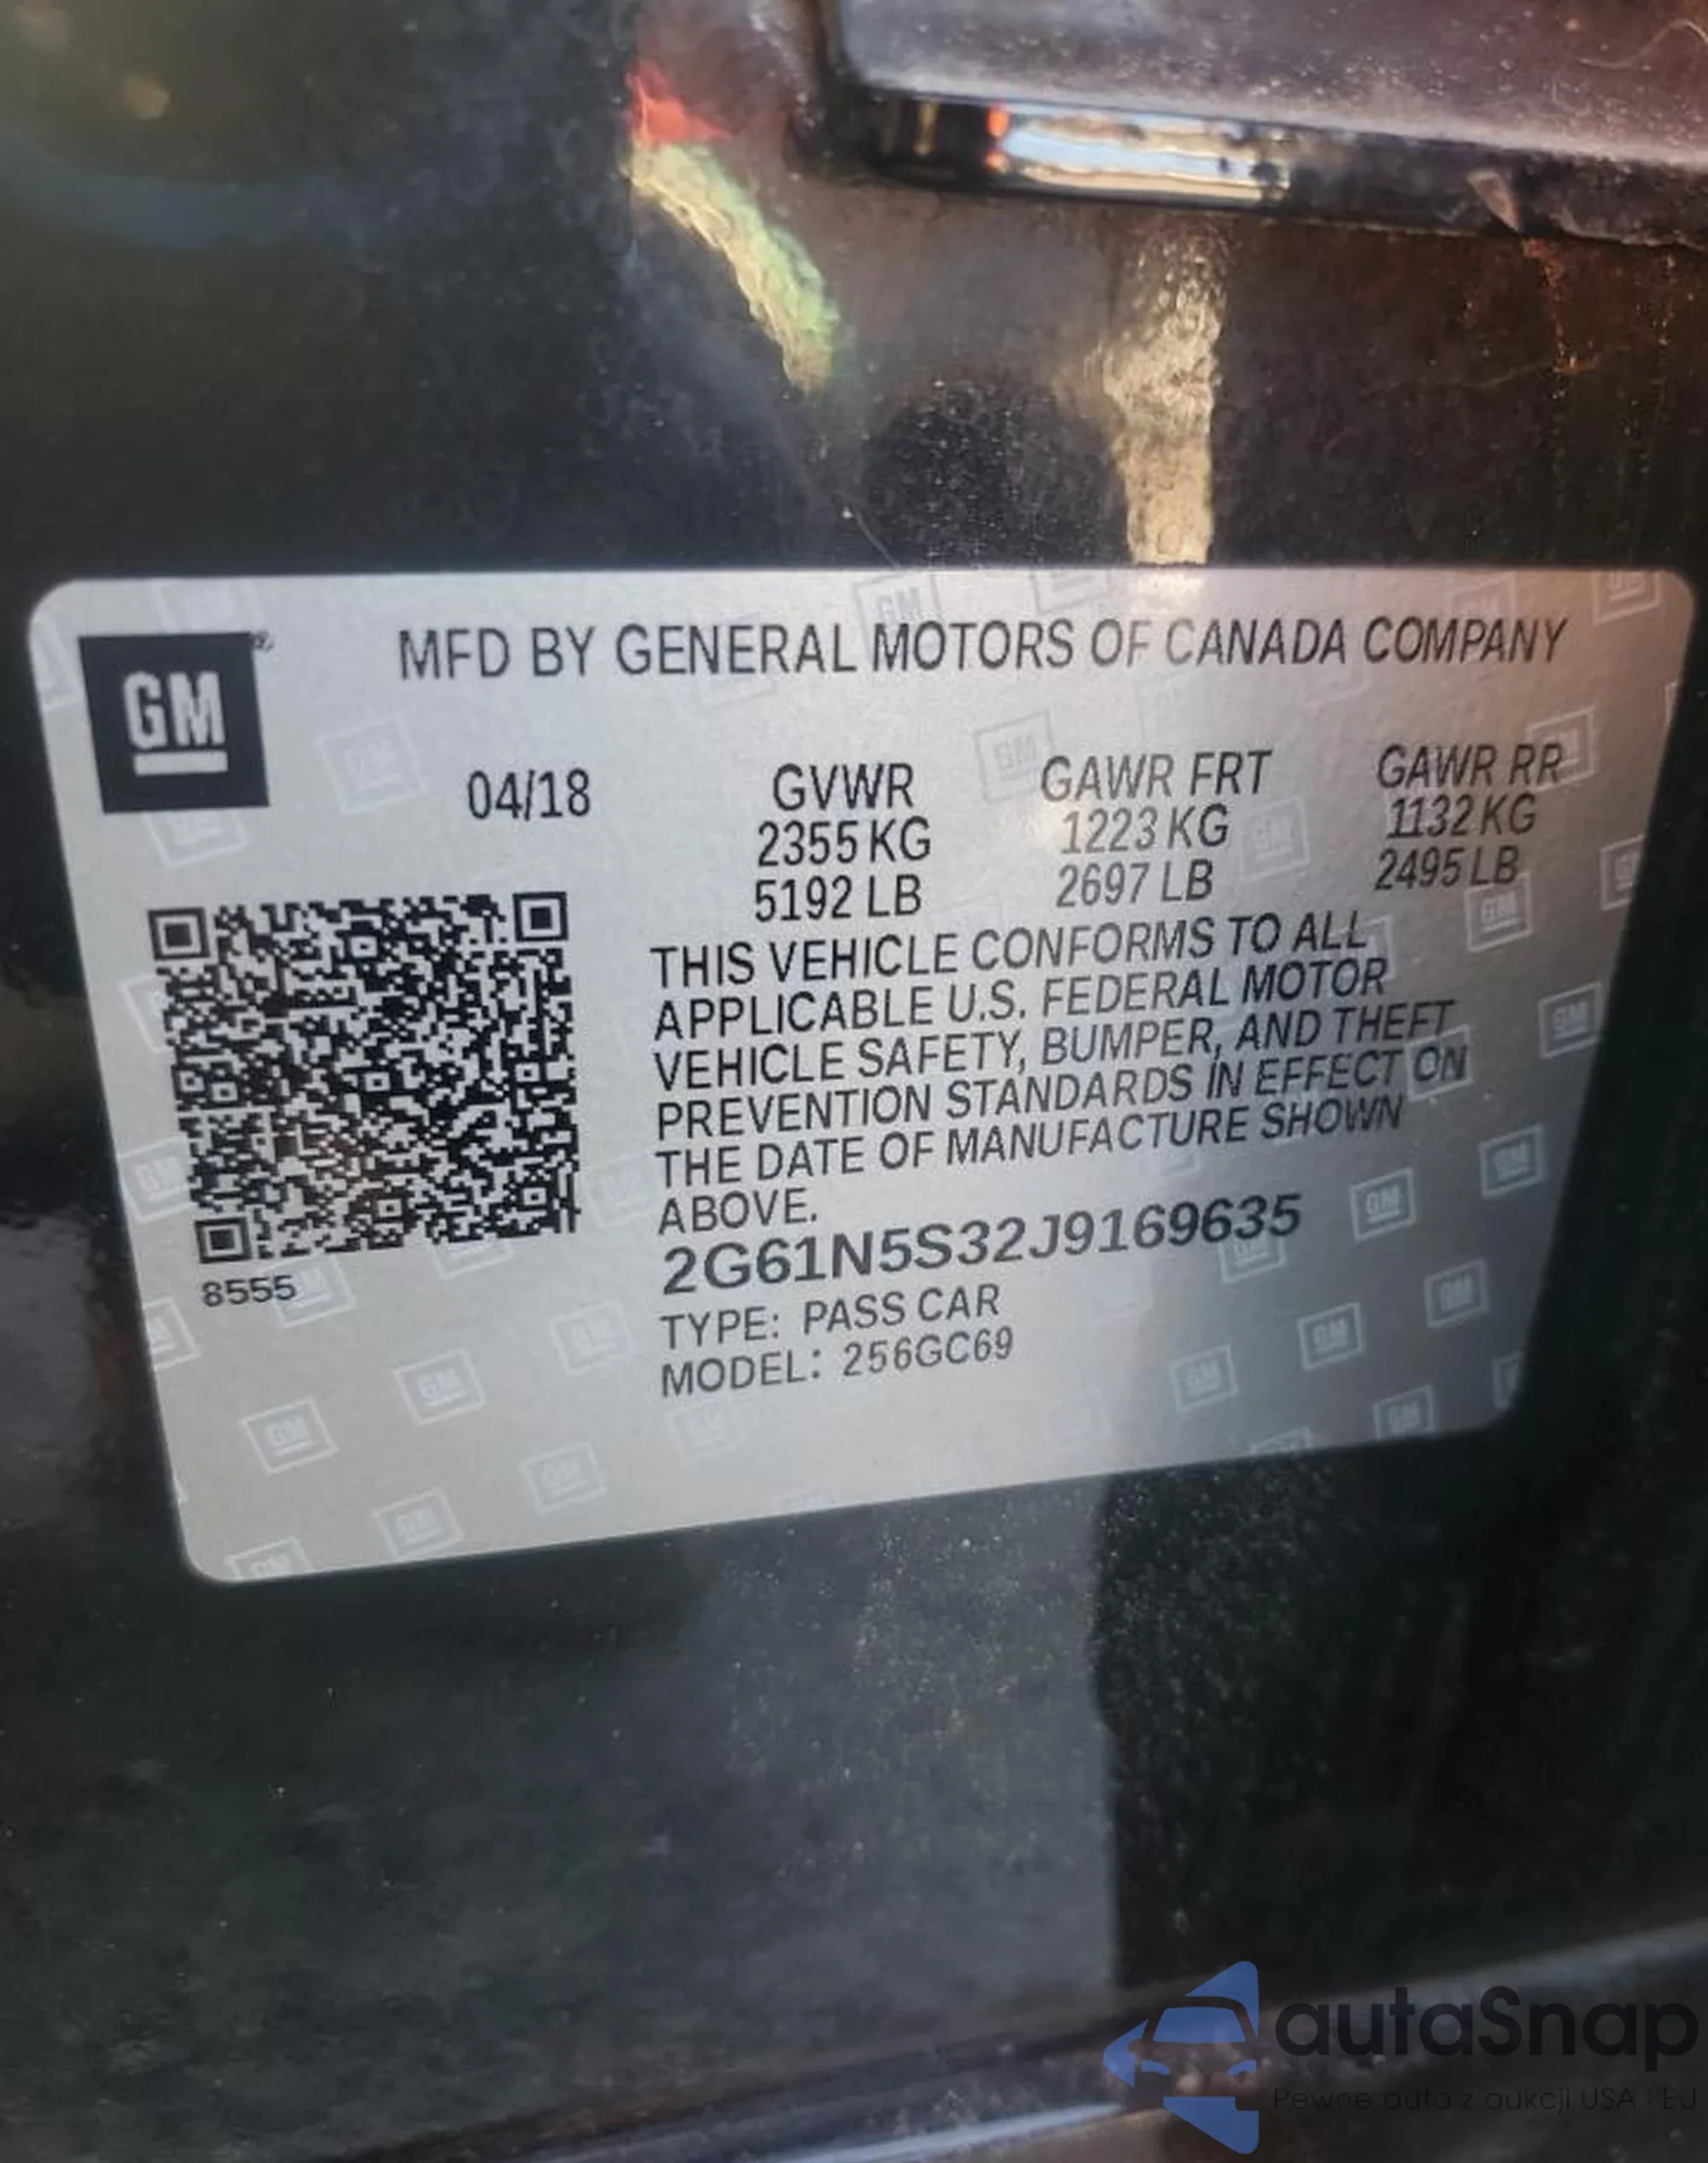 GM
MFD BY GENERAL MOTORS OF CANADA COMPANY
04/18
GVWR
2355 KG
5192 LB
GAWR FRT
1223 KG
2697 LB
GAWR RR
1132 KG
2495 LB
THIS VEHICLE CONFORMS TO ALL
APPLICABLE U.S. FEDERAL MOTOR
VEHICLE SAFETY, BUMPER, AND THEFT
PREVENTION STANDARDS IN EFFECT ON
THE DATE OF MANUFACTURE SHOWN
ABOVE.
2G61N5S32J9169635
TYPE: PASS CAR
MODEL: 256GC69
8555
autaSnap
Pewne auta z aukcji USA i EU